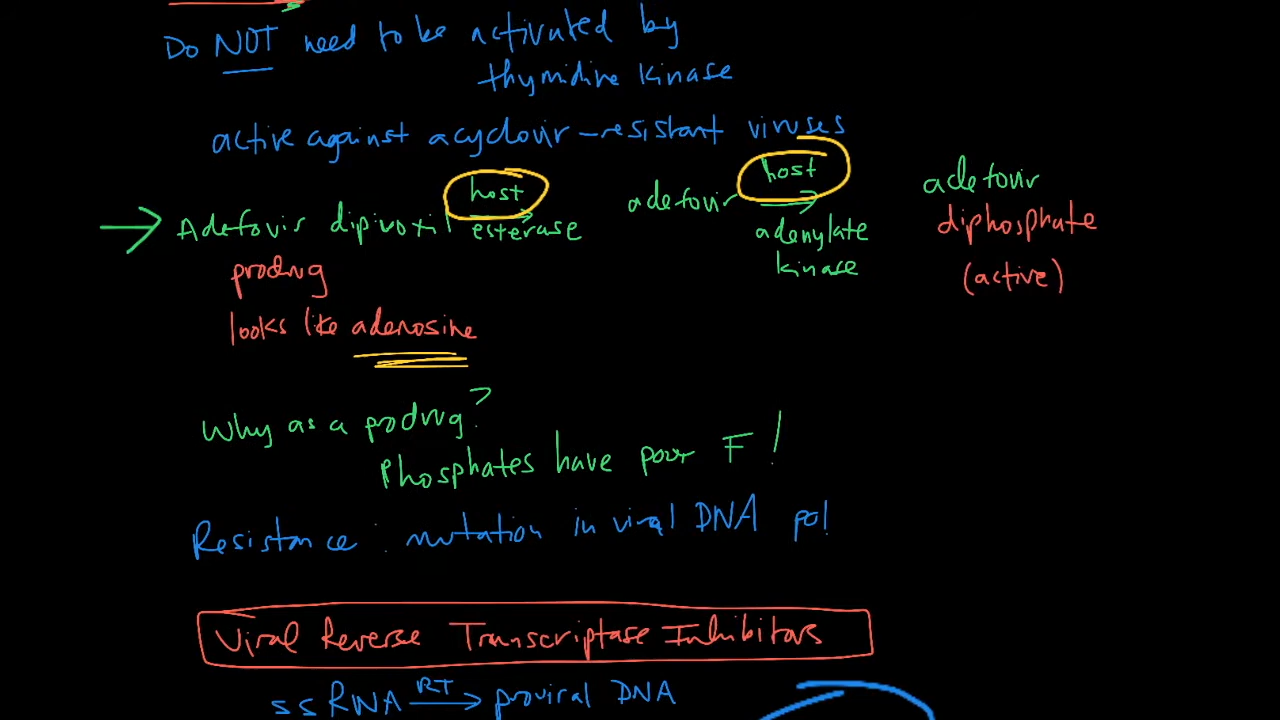 Do NOT need to be activated by
thymidine kinase
active against acyclovir-resistant viruses
Adefovir dipivoxil host esterase adefovir host adenylate kinase adefovir diphosphate (active)
prodrug
looks like adenosine
Why as a prodrug?
Phosphates have poor F!
Resistance: mutation in viral DNA pol
Viral Reverse Transcriptase Inhibitors
ssRNA RT → proviral DNA